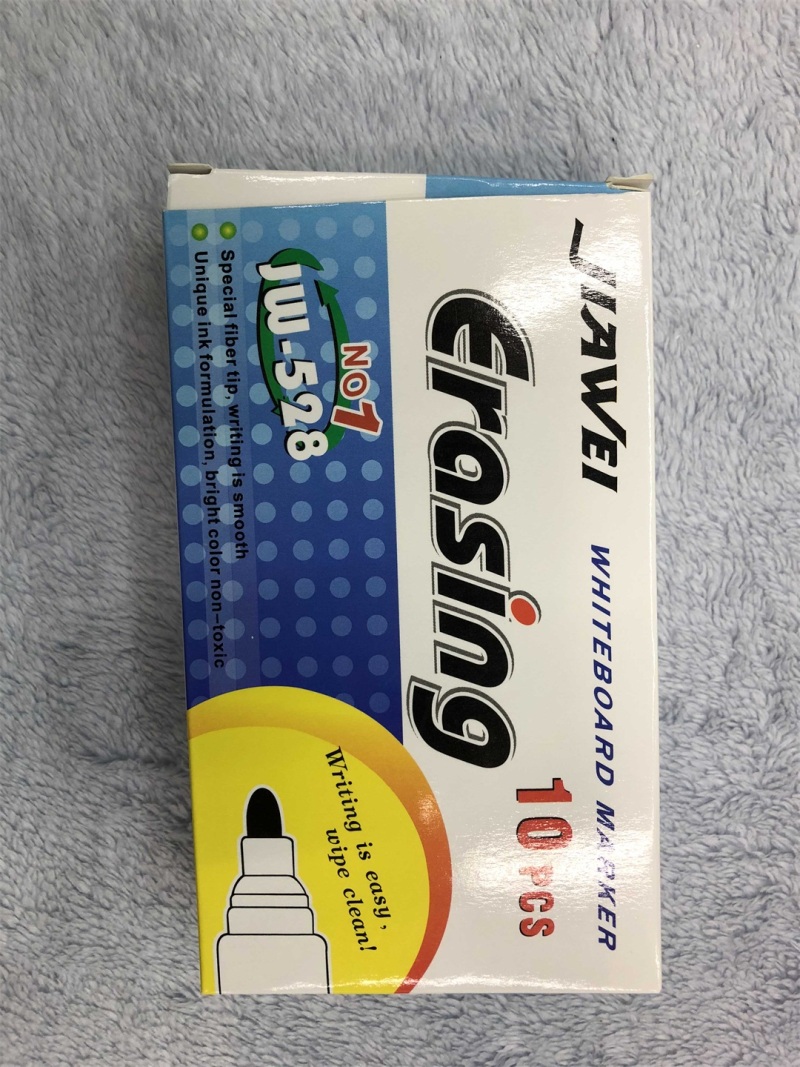 JIAWEI WHITEBOARD MARKER
Erasing
10 PCS
NO1
JW-528
Special fiber tip, writing is smooth
Unique ink formulation, bright color non-toxic
Writing is easy,
wipe clean!